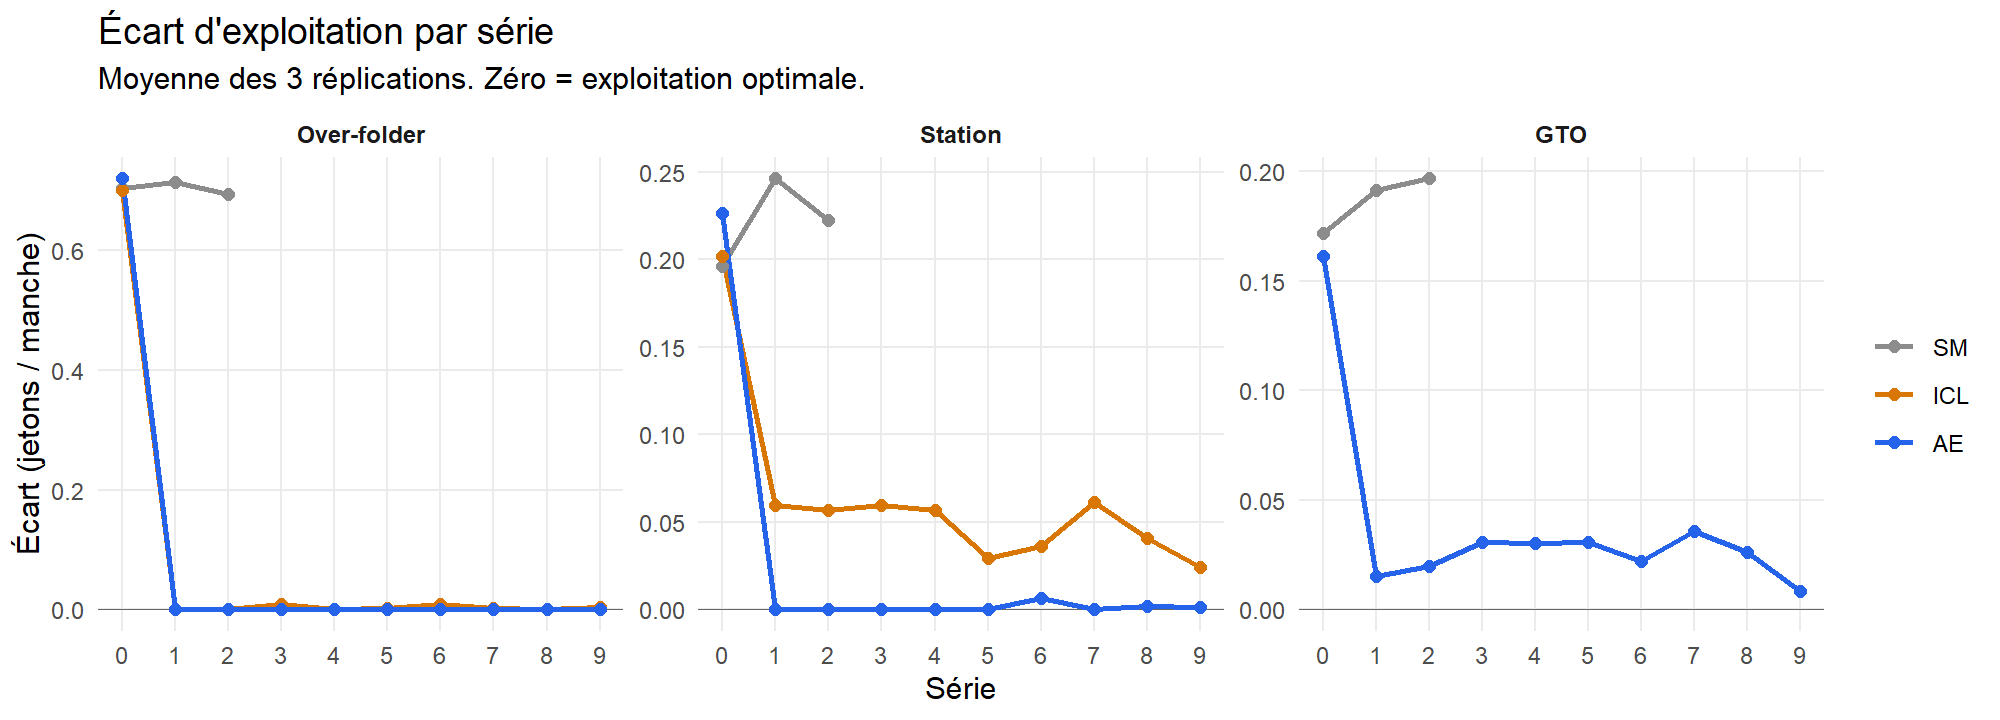 Écart d'exploitation par série
Moyenne des 3 réplications. Zéro = exploitation optimale.
Over-folder
Station
GTO
Écart (jetons / manche)
0.6
0.4
0.2
0.0
0.25
0.20
0.15
0.10
0.05
0.00
0.20
0.15
0.10
0.05
0.00
0 1 2 3 4 5 6 7 8 9
0 1 2 3 4 5 6 7 8 9
0 1 2 3 4 5 6 7 8 9
Série
SM
ICL
AE